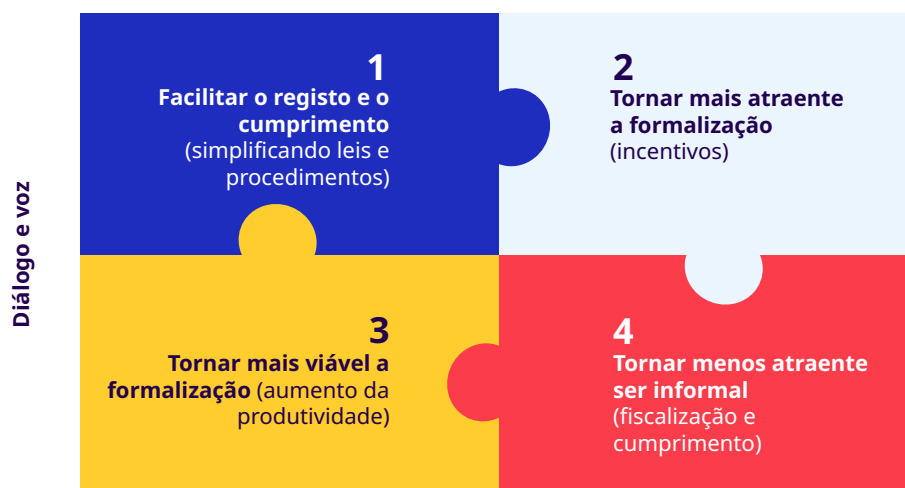 Diálogo e voz
1
Facilitar o registo e o
cumprimento
(simplificando leis e
procedimentos)
2
Tornar mais atraente
a formalização
(incentivos)
3
Tornar mais viável a
formalização (aumento da
produtividade)
4
Tornar menos atraente
ser informal
(fiscalização e
cumprimento)